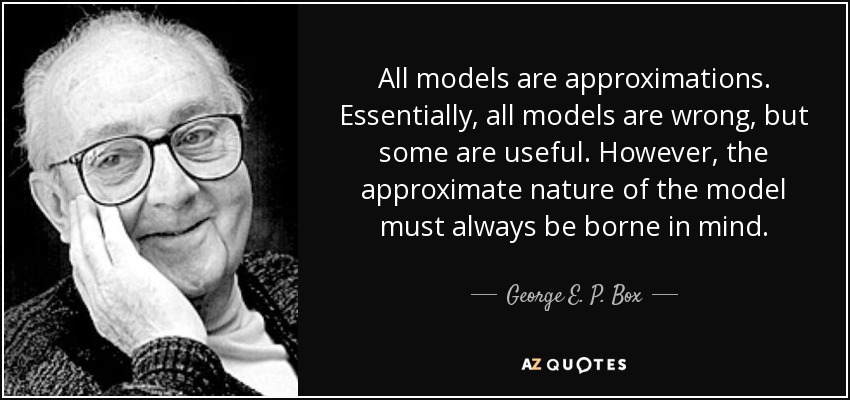 All models are approximations.
Essentially, all models are wrong, but
some are useful. However, the
approximate nature of the model
must always be borne in mind.
George E. P. Box
AZ QUOTES